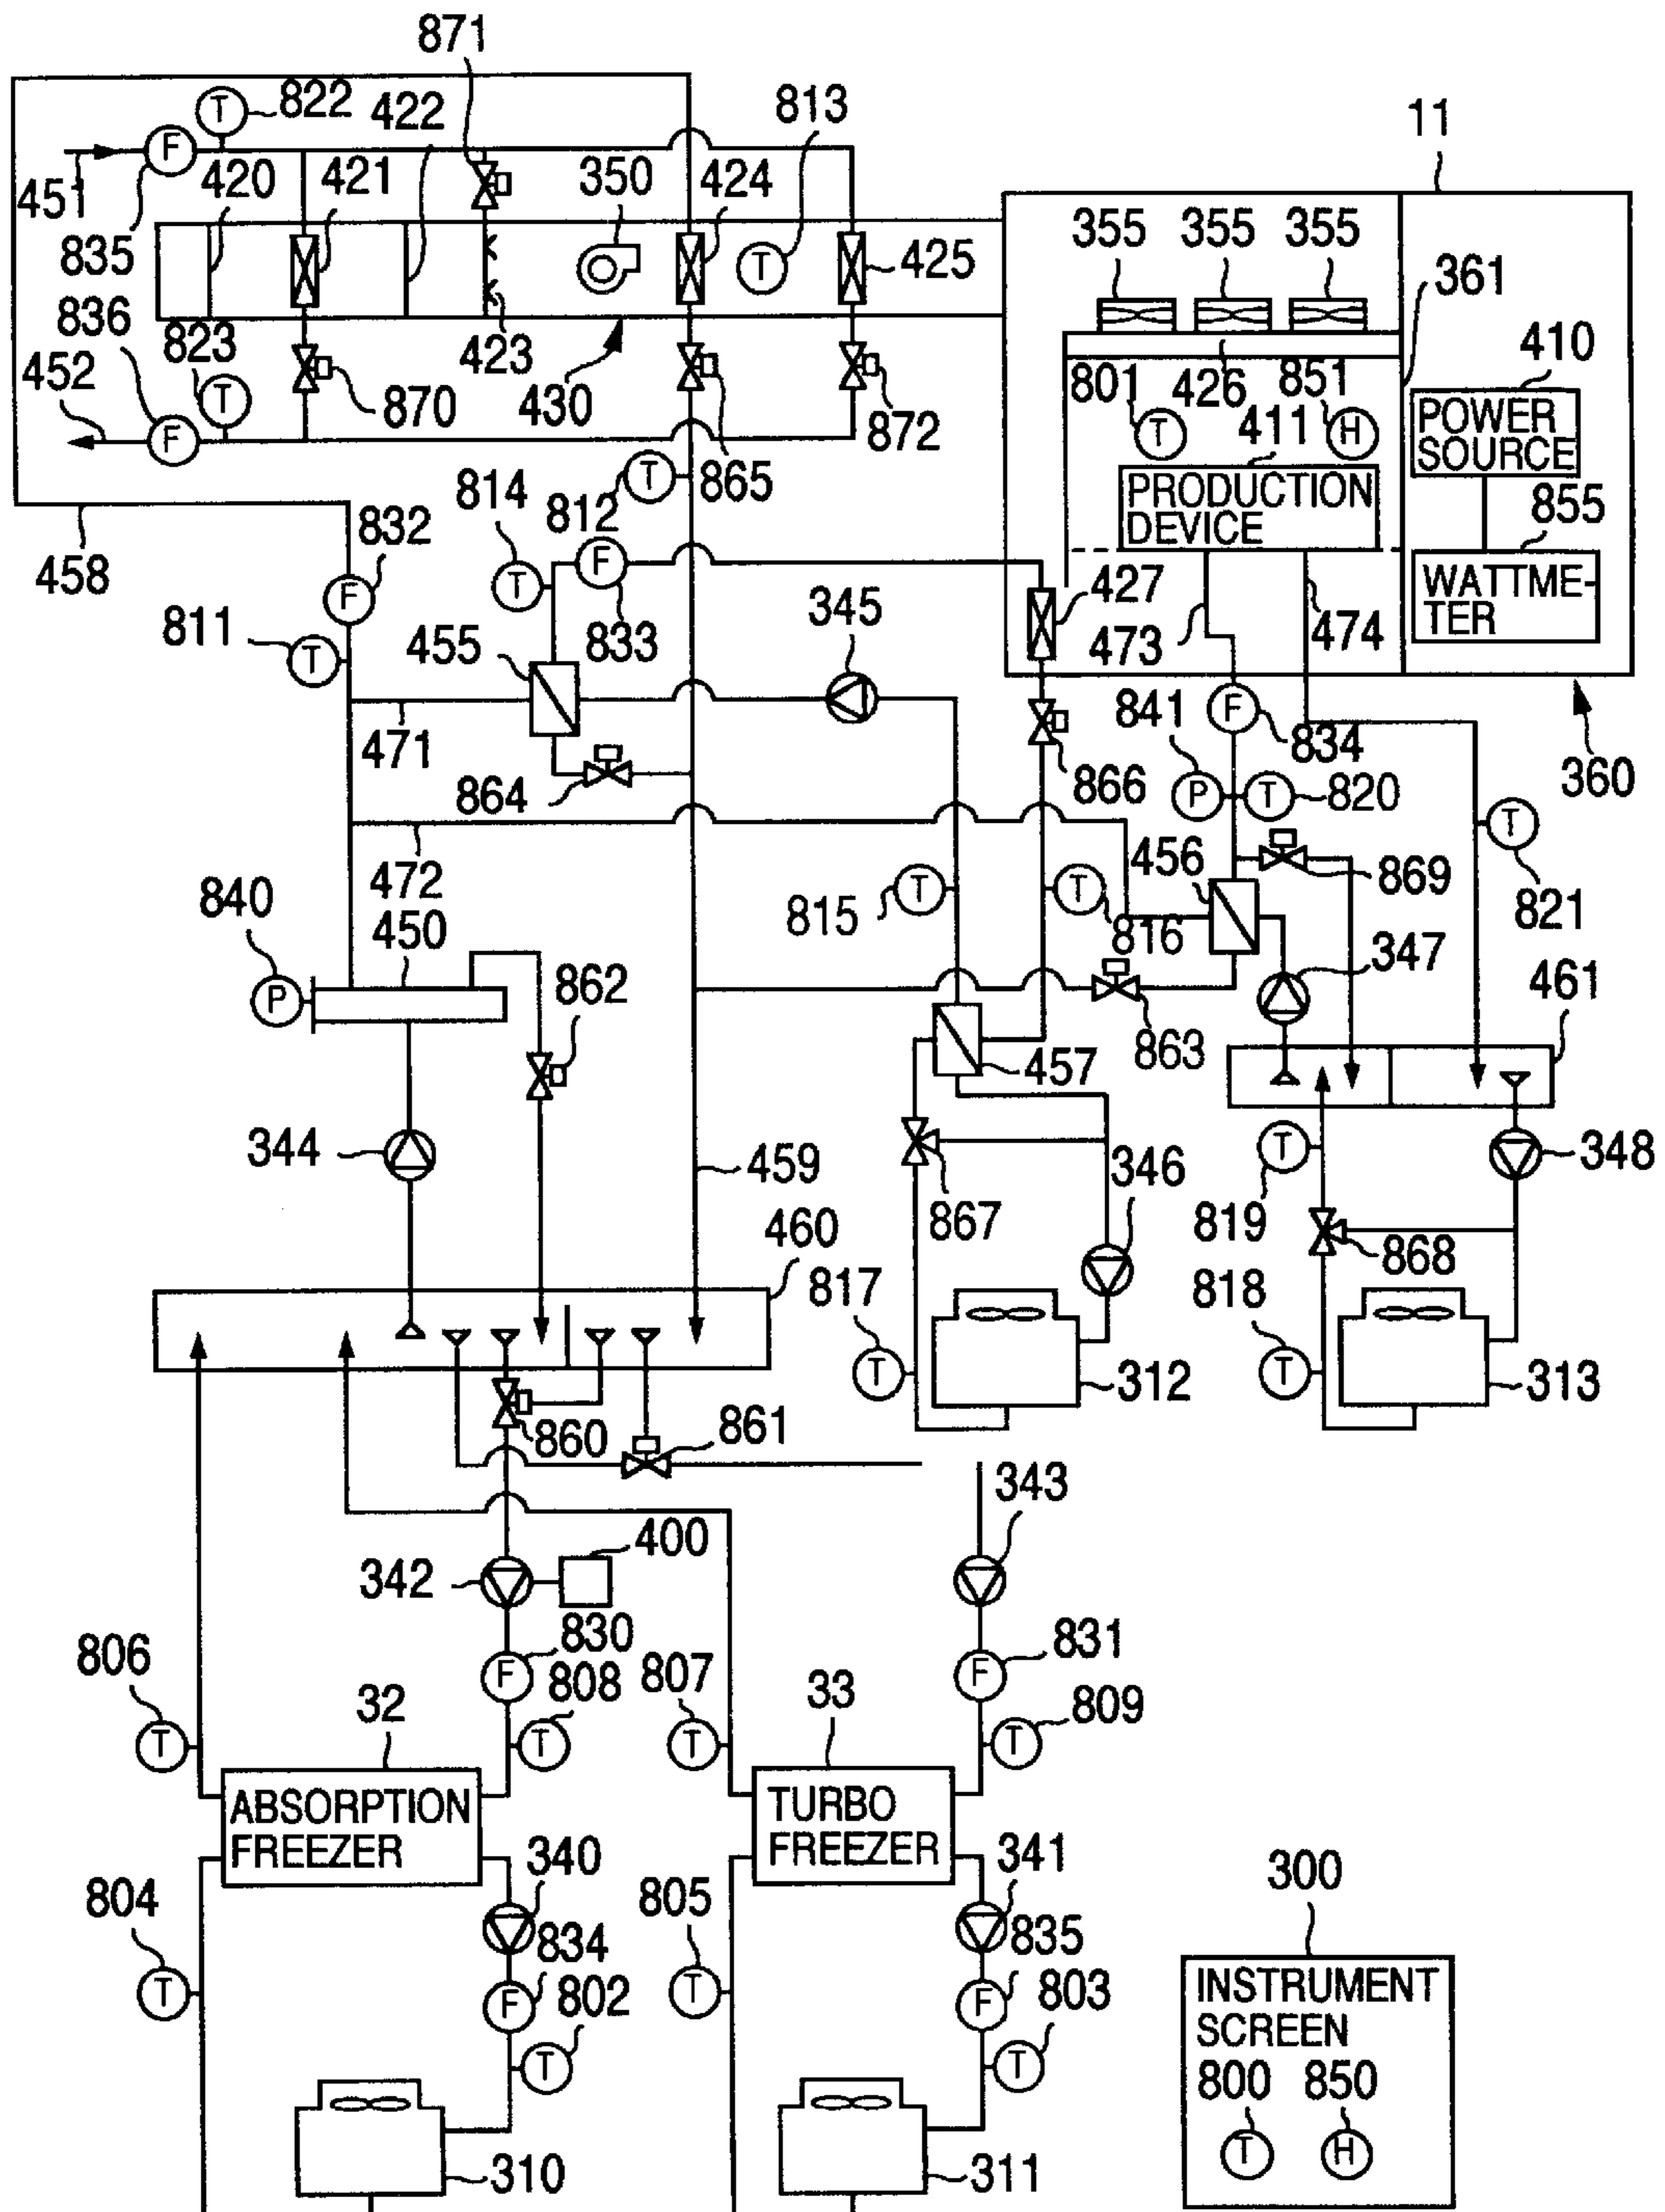 871
T 822 422 813 11
F
451 420 421 350 424
835 355 355 355
T 425 361
836 823 423 430 410
452 T 870 872 801 426 851 POWER
F T 411 H SOURCE
814 812 T 865 PRODUCTION
DEVICE 855
458 832 T F WATTME-
TER
F 427
811 455 833 345 473 474
T
471 841 F 834
864 866 P T 820 360
472 T
840 450 815 T T 816 456 869 821
P 862 347 461
457 863
344 459 T 348
867 346 819
460 868
817 818
T 312 T 313
860 861
343
400
342
830 831
806 F 808 807 F 809
32 33
T T T T
ABSORPTION
FREEZER
TURBO
FREEZER
340 341
804 805 300
834 835
T F 802 T F 803
INSTRUMENT
SCREEN
T T 800 850
310 311 T H